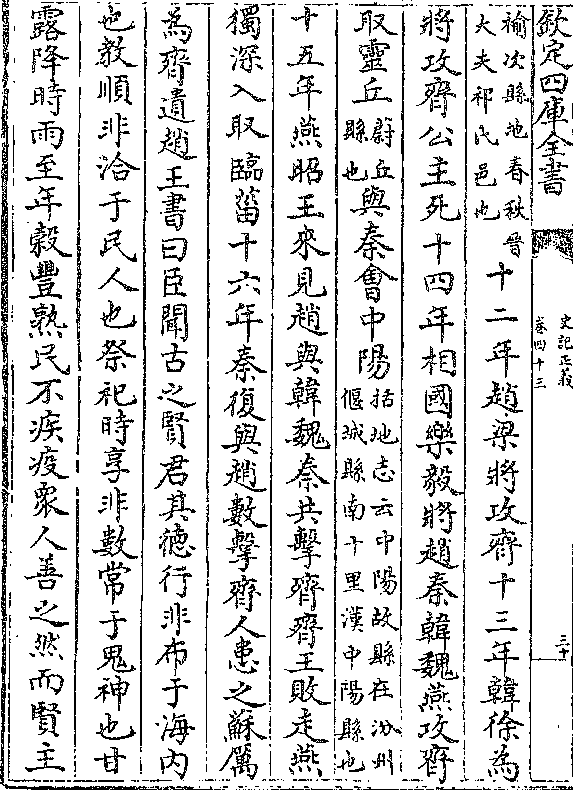 欽定四庫全書
史記正義
卷四十三
三十
榆次縣地春秋晉
大夫祁氏邑也
十二年趙梁將攻齊十三年韓徐為
將攻齊公主死十四年相國樂毅將趙秦韓魏燕攻齊
取靈丘
蔚丘
縣也
與秦會中陽
括地志云中陽故縣在汾州
偃城縣南十里漢中陽縣也
十五年燕昭王來見趙與韓魏秦共擊齊齊王敗走燕
獨深入取臨菑十六年秦復與趙數擊齊齊人患之蘇厲
為齊遺趙王書曰臣聞古之賢君其德行非布于海內
也教順非洽于民人也祭祀時享非數常于鬼神也甘
露降時雨至年穀豐熟民不疾疫衆人善之然而賢主